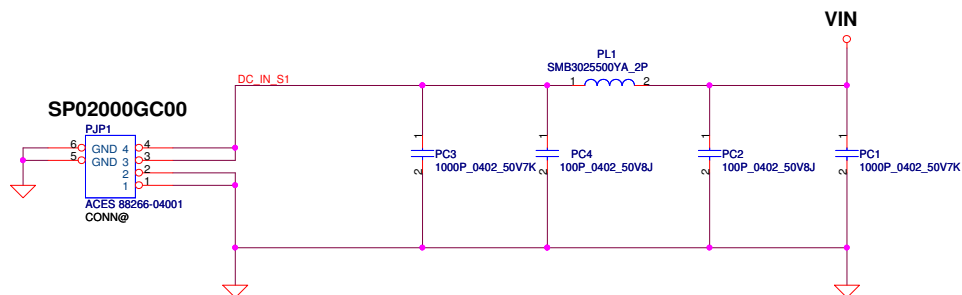 VIN
PL1
SMB3025500YA_2P
DC_IN_S1
1
2
SP02000GC00
PJP1
6
GND
4
4
5
GND
3
3
2
2
1
1
ACES 88266-04001
CONN@
1
PC3
1000P_0402_50V7K
2
1
PC4
100P_0402_50V8J
2
1
PC2
100P_0402_50V8J
2
1
PC1
1000P_0402_50V7K
2